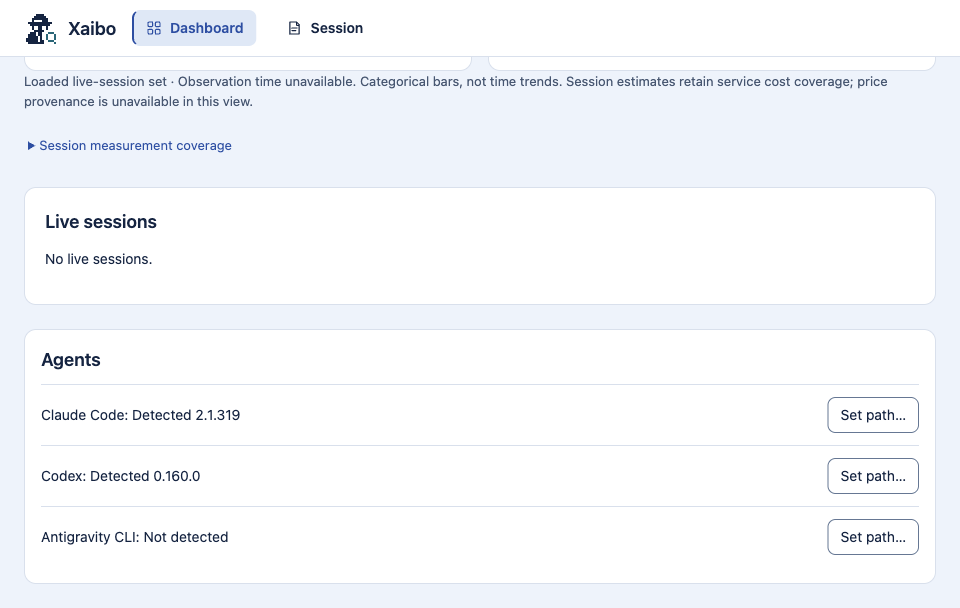 Xaibo
Dashboard
Session
Loaded live-session set · Observation time unavailable. Categorical bars, not time trends. Session estimates retain service cost coverage; price
provenance is unavailable in this view.
Session measurement coverage
Live sessions
No live sessions.
Agents
Claude Code: Detected 2.1.319
Set path...
Codex: Detected 0.160.0
Set path...
Antigravity CLI: Not detected
Set path...